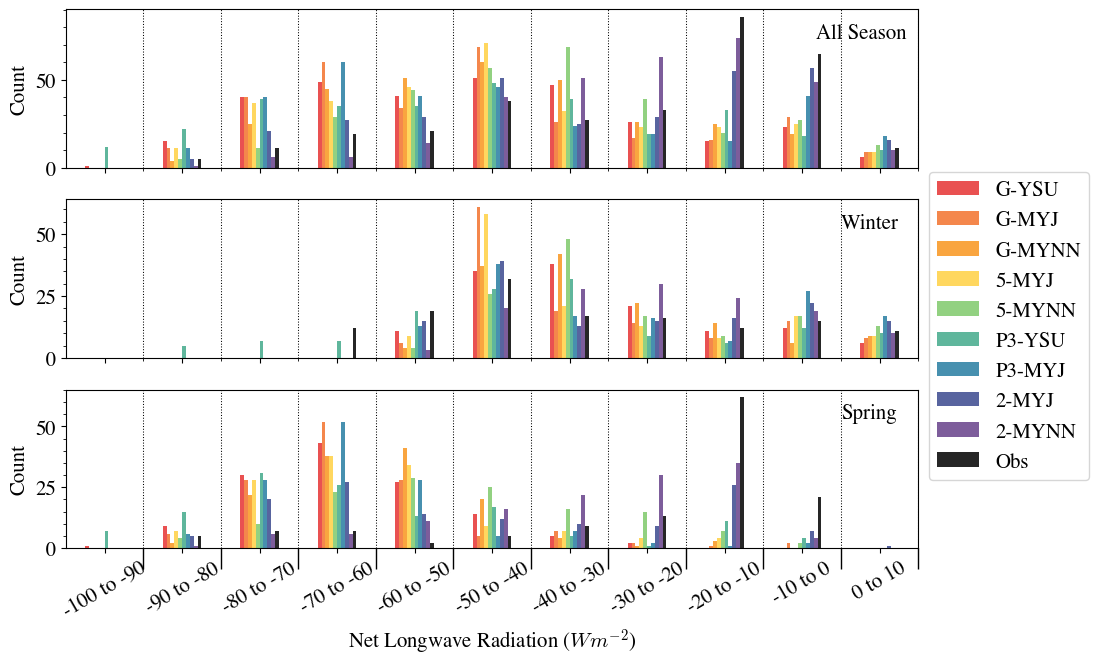 All Season
Count
50
0
Winter
Count
50
25
0
Spring
Count
50
25
0
-100 to -90
-90 to -80
-80 to -70
-70 to -60
-60 to -50
-50 to -40
-40 to -30
-30 to -20
-20 to -10
-10 to 0
0 to 10
Net Longwave Radiation (Wm⁻²)
G-YSU
G-MYJ
G-MYNN
5-MYJ
5-MYNN
P3-YSU
P3-MYJ
2-MYJ
2-MYNN
Obs